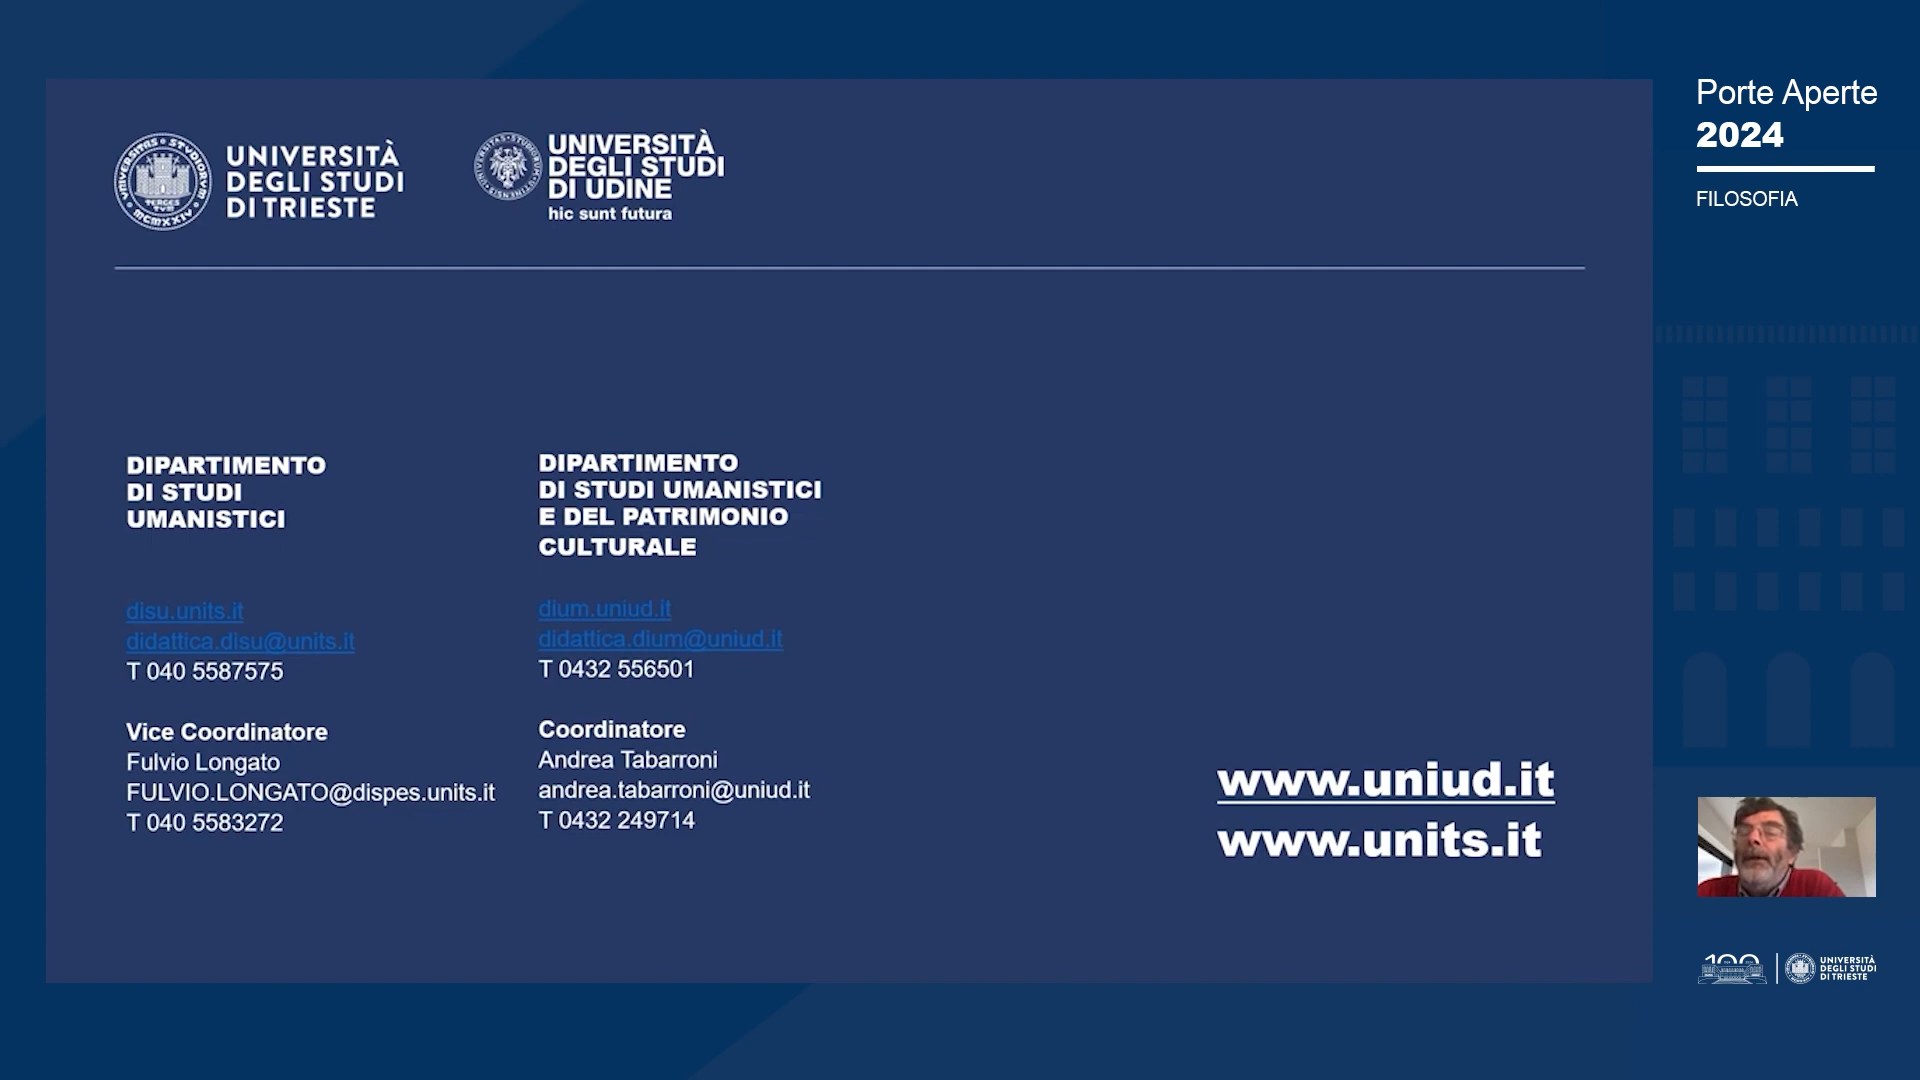 UNIVERSITÀ
DEGLI STUDI
DI TRIESTE
UNIVERSITÀ
DEGLI STUDI
DI UDINE
hic sunt futura
DIPARTIMENTO
DI STUDI
UMANISTICI
disu.units.it
didattica.disu@units.it
T 040 5587575
Vice Coordinatore
Fulvio Longato
FULVIO.LONGATO@dispes.units.it
T 040 5583272
DIPARTIMENTO
DI STUDI UMANISTICI
E DEL PATRIMONIO
CULTURALE
dium.uniud.it
didattica.dium@uniud.it
T 0432 556501
Coordinatore
Andrea Tabarroni
andrea.tabarroni@uniud.it
T 0432 249714
www.uniud.it
www.units.it
Porte Aperte
2024
FILOSOFIA
100
UNIVERSITÀ
DEGLI STUDI
DI TRIESTE